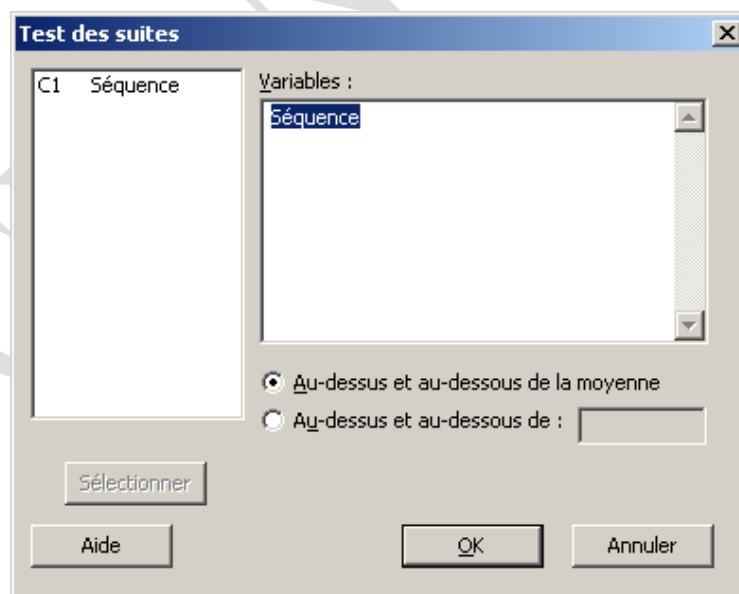 Test des suites
C1 Séquence
Variables :
Séquence
Au-dessus et au-dessous de la moyenne
Au-dessus et au-dessous de :
Sélectionner
Aide
OK
Annuler